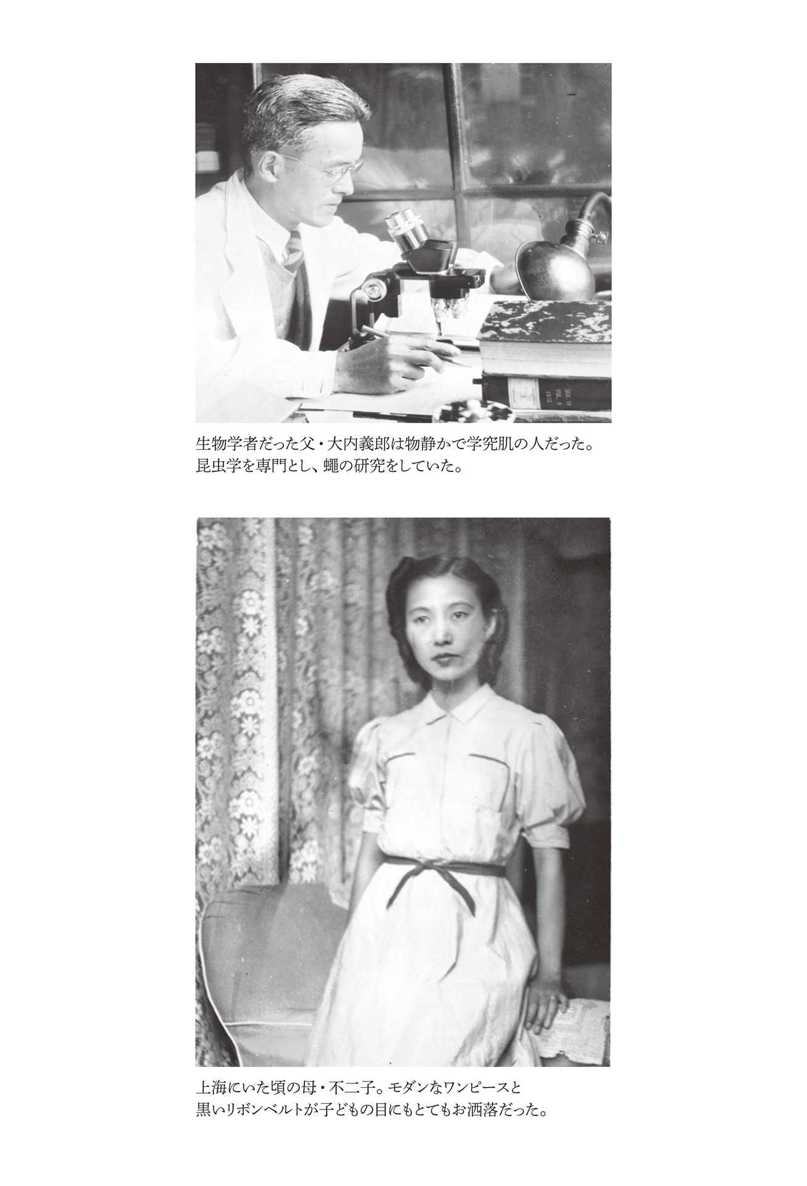 生物学者だった父・大内義郎は物静かで学究肌の人だった。
昆虫学を専門とし、蠅の研究をしていた。
上海にいた頃の母・不二子。モダンなワンピースと
黒いリボンベルトが子どもの目にもとてもお洒落だった。